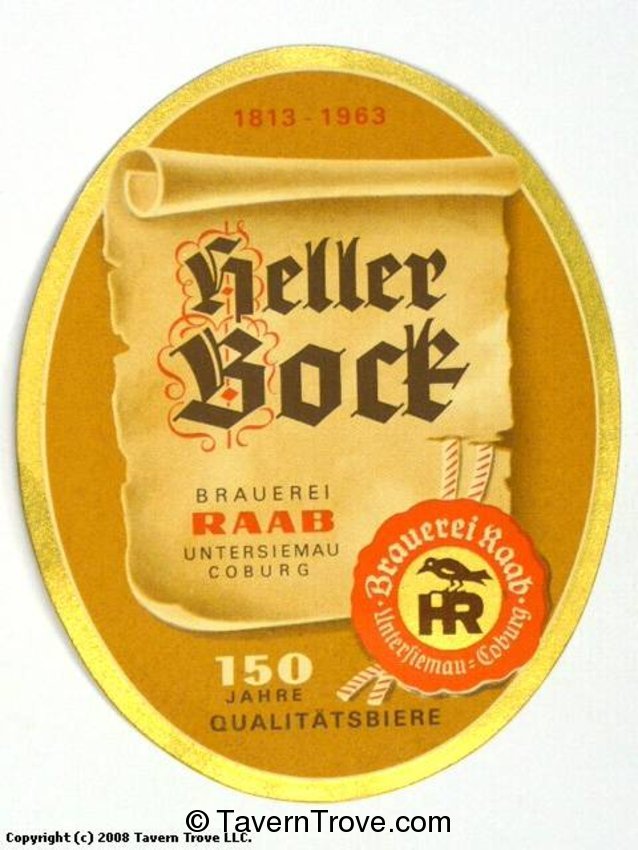 1813 - 1963
Heller
Bock
BRAUEREI
RAAB
UNTERSIEMAU
COBURG
Brauerei Raab
HR
Untersiemau=Coburg
150
JAHRE
QUALITÄTSBIERE
© TavernTrove.com
Copyright (c) 2008 Tavern Trove LLC.